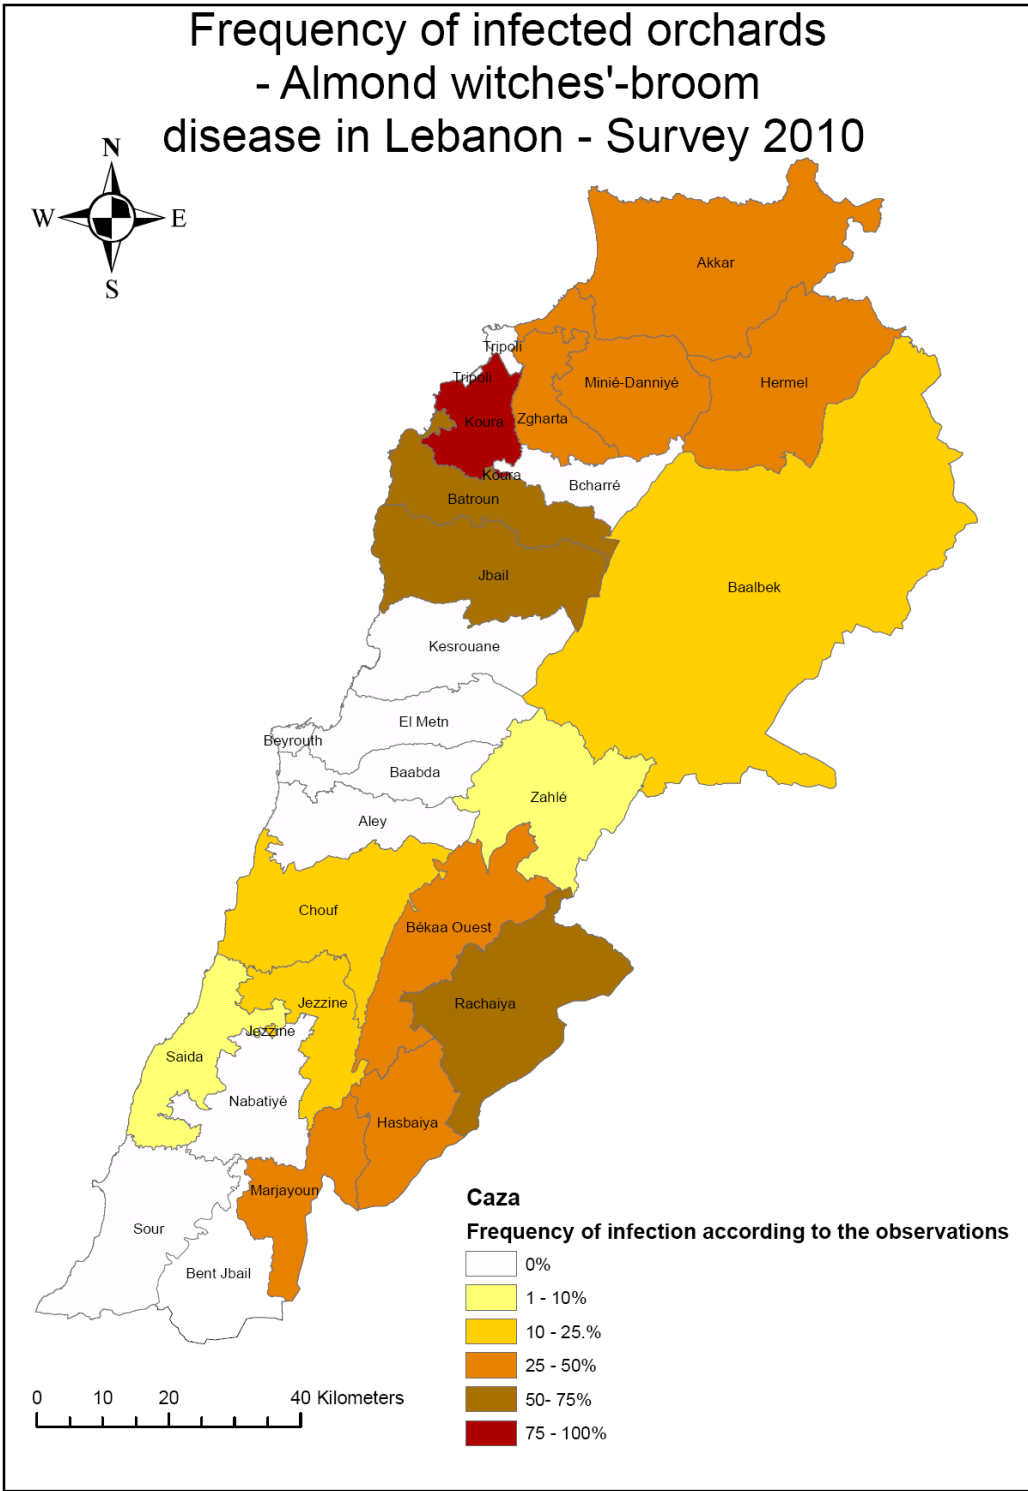 Frequency of infected orchards
- Almond witches'-broom
disease in Lebanon - Survey 2010
N
W
E
S
Akkar
Tripoli
Tripoli
Minié-Danniyé
Hermel
Zgharta
Koura
Koura
Bcharré
Batroun
Jbail
Baalbek
Kesrouane
El Metn
Beyrouth
Baabda
Zahlé
Aley
Chouf
Békaa Ouest
Jezzine
Rachaiya
Jezzine
Saida
Nabatiyé
Hasbaiya
Marjayoun
Sour
Bent Jbail
Caza
Frequency of infection according to the observations
0%
1 - 10%
10 - 25.%
25 - 50%
50- 75%
75 - 100%
0 10 20 40 Kilometers